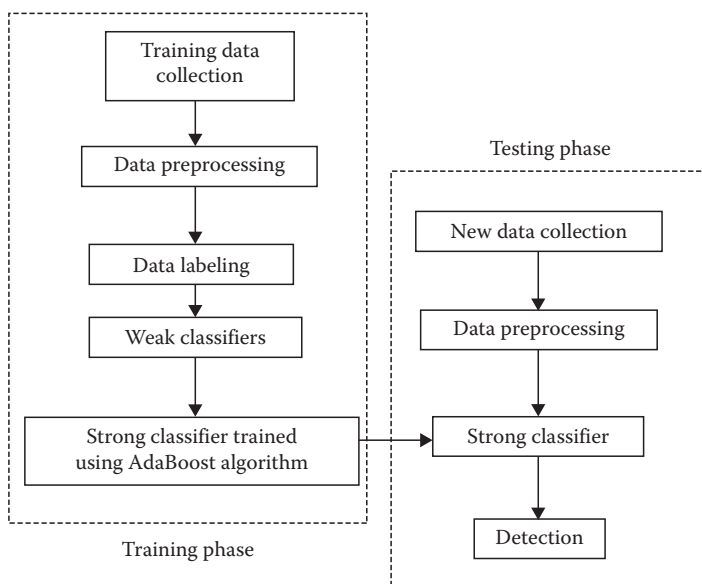 Training data
collection
Data preprocessing
Data labeling
Weak classifiers
Strong classifier trained
using AdaBoost algorithm
Training phase
Testing phase
New data collection
Data preprocessing
Strong classifier
Detection